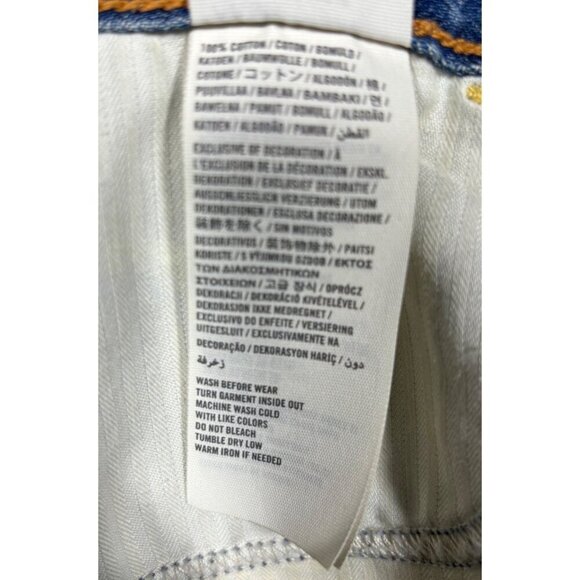 100% COTTON / COTON / BOMULD /
KATOEN / BAUMWOLLE / BOMULL /
COTONE / コットン / ALGODÓN / 棉 /
PUUVILLAA / BAVLNA / ΒΑΜΒΑΚΙ / 면 /
BAWEŁNA / PAMUT / BOMULL / ALGODÃO /
KATOEN / ALGODÃO / PAMUK / القطن
EXCLUSIVE OF DECORATION / À
L'EXCLUSION DE LA DÉCORATION / EKSKL.
DEKORATION / EXCLUSIEF DECORATIE /
AUSSCHLIESSLICH VERZIERUNG / UTOM
DEKORATIONER / ESCLUSA DECORAZIONE /
装飾を除く / SIN MOTIVOS
DECORATIVOS / 装饰物除外 / PAITSI
KORISTE / S VÝJIMKOU OZDOB / ΕΚΤΟΣ
ΤΩΝ ΔΙΑΚΟΣΜΗΤΙΚΩΝ
ΣΤΟΙΧΕΙΩΝ / 고급 장식 / OPRÓCZ
DEKORACJI / DEKORÁCIÓ KIVÉTELÉVEL /
DEKORASJON IKKE MEDREGNET /
EXCLUSIVO DO ENFEITE / VERSIERING
UITGESLUIT / EXCLUSIVAMENTE NA
DECORAÇÃO / DEKORASYON HARİÇ / دون
زخرفة
WASH BEFORE WEAR
TURN GARMENT INSIDE OUT
MACHINE WASH COLD
WITH LIKE COLORS
DO NOT BLEACH
TUMBLE DRY LOW
WARM IRON IF NEEDED